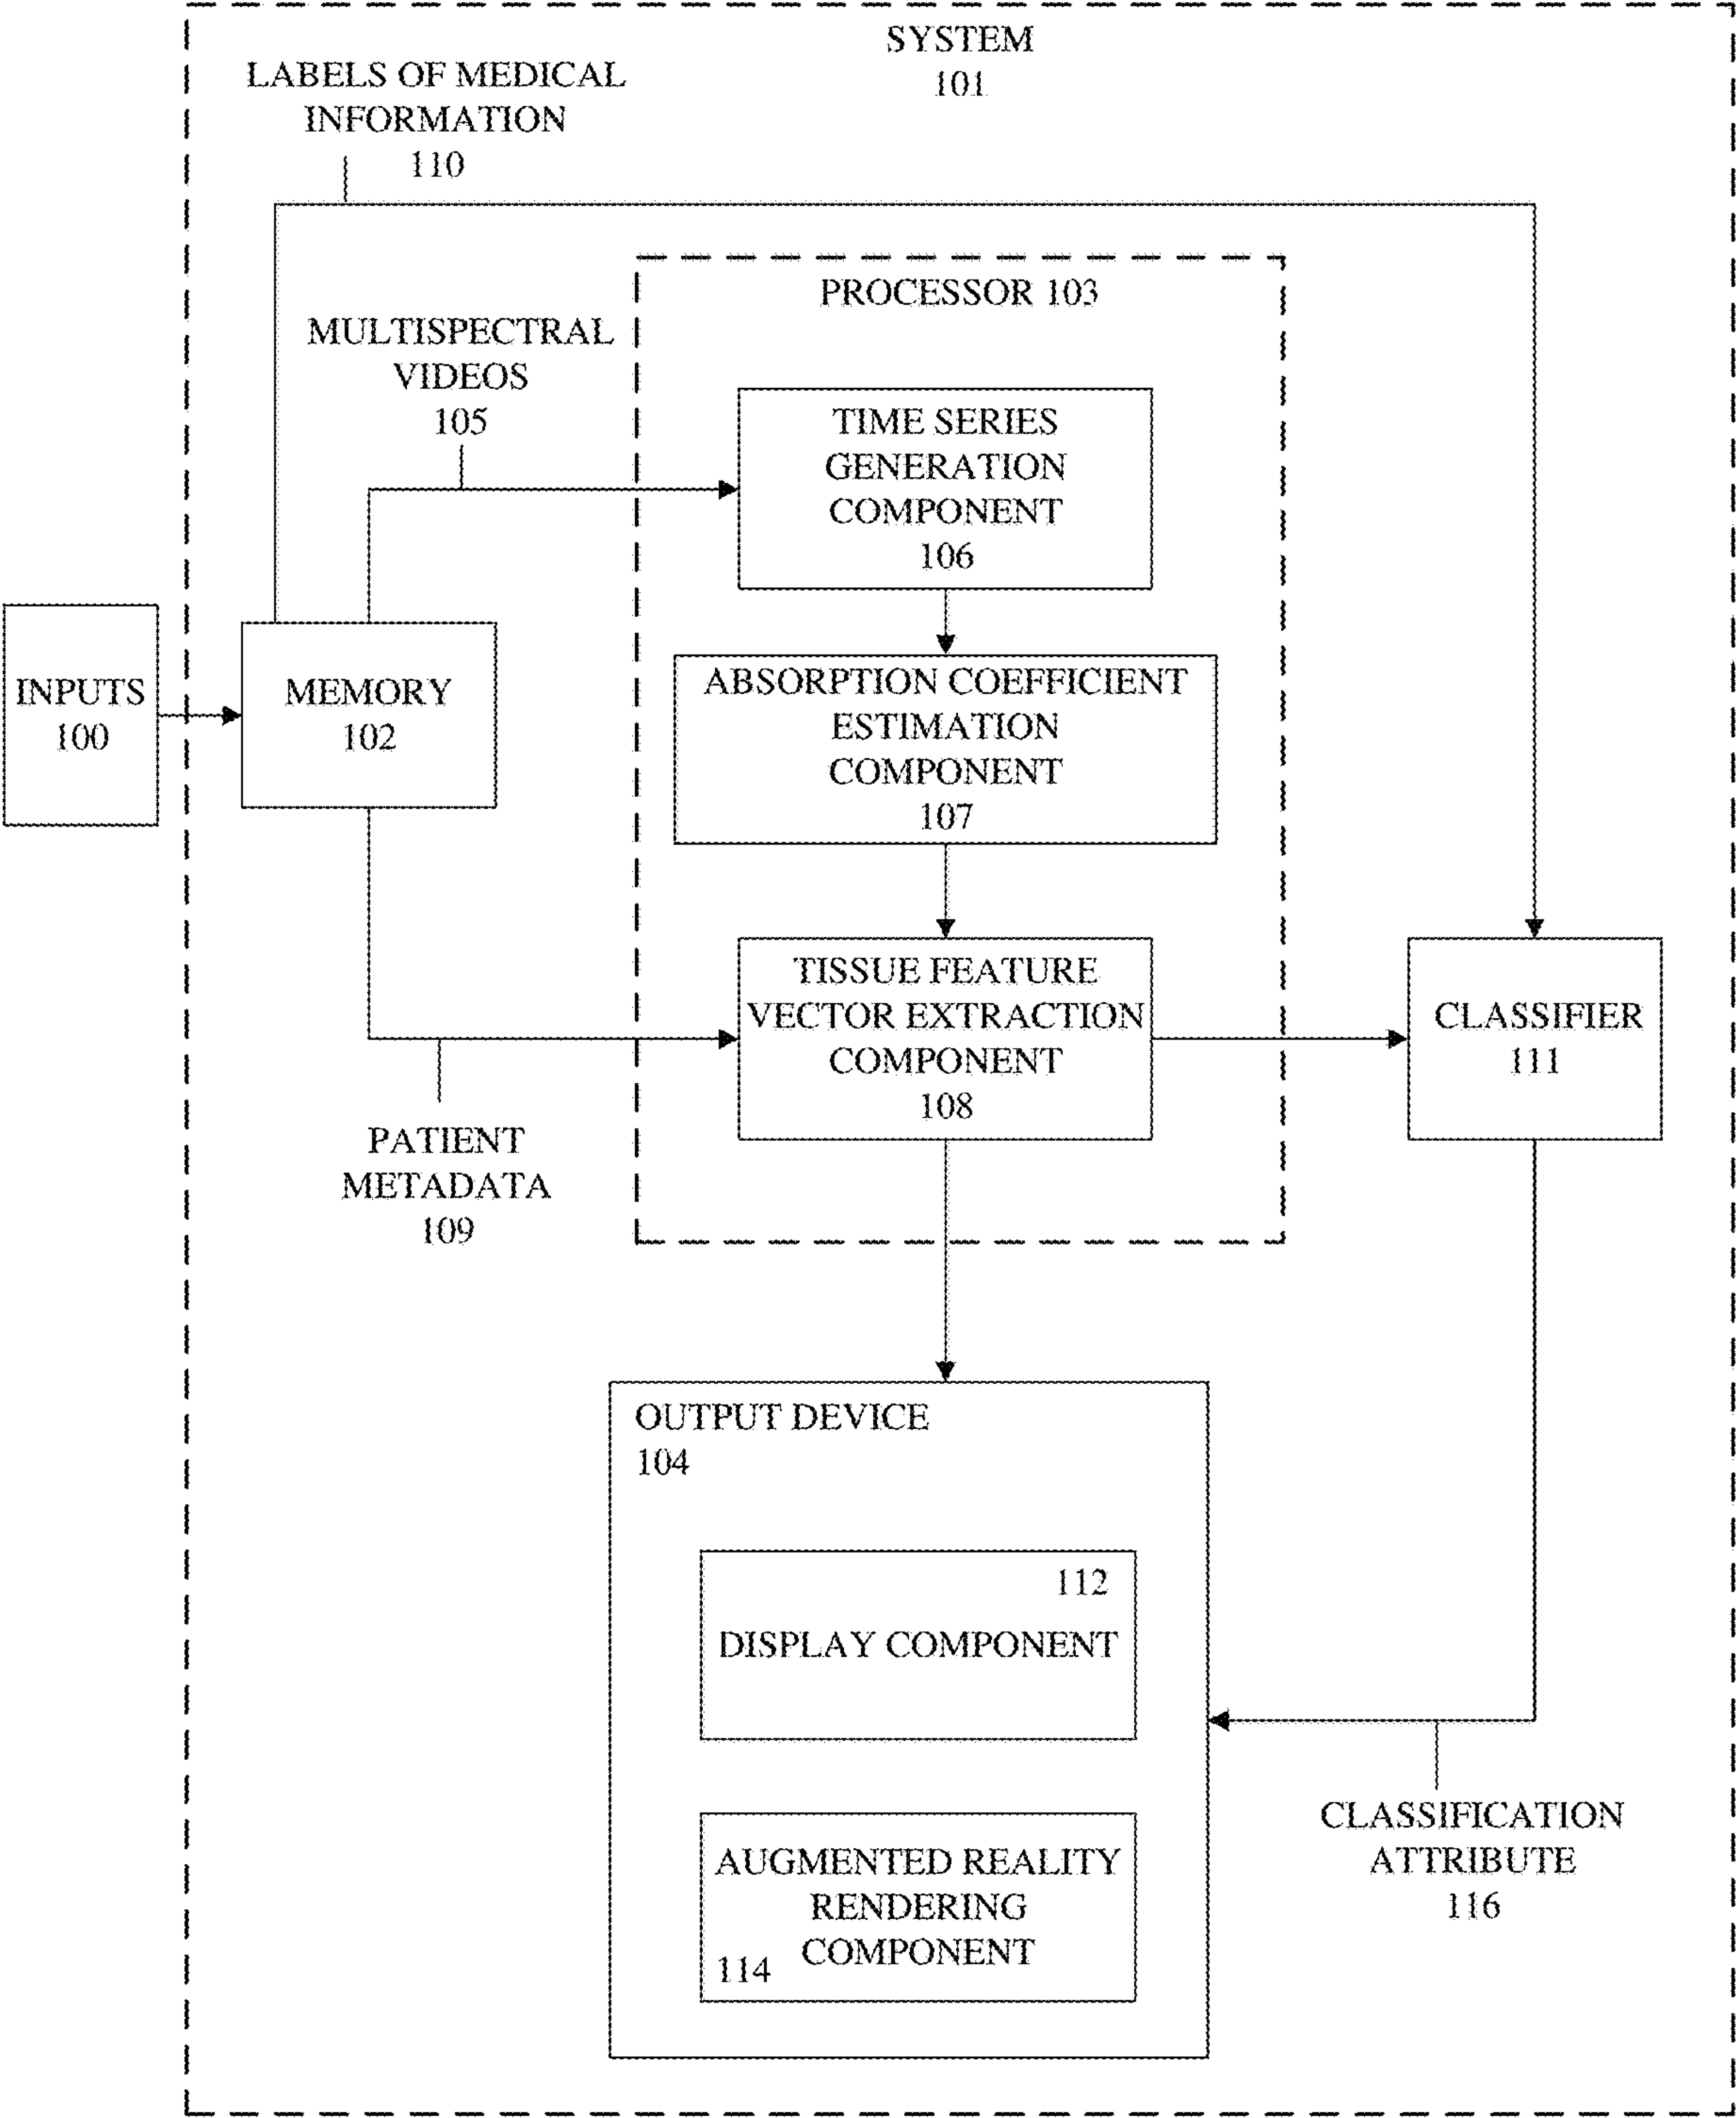 SYSTEM
101
LABELS OF MEDICAL
INFORMATION
110
PROCESSOR 103
MULTISPECTRAL
VIDEOS
105
TIME SERIES
GENERATION
COMPONENT
106
INPUTS
100
MEMORY
102
ABSORPTION COEFFICIENT
ESTIMATION
COMPONENT
107
TISSUE FEATURE
VECTOR EXTRACTION
COMPONENT
108
CLASSIFIER
111
PATIENT
METADATA
109
OUTPUT DEVICE
104
112
DISPLAY COMPONENT
CLASSIFICATION
ATTRIBUTE
116
AUGMENTED REALITY
RENDERING
COMPONENT
114